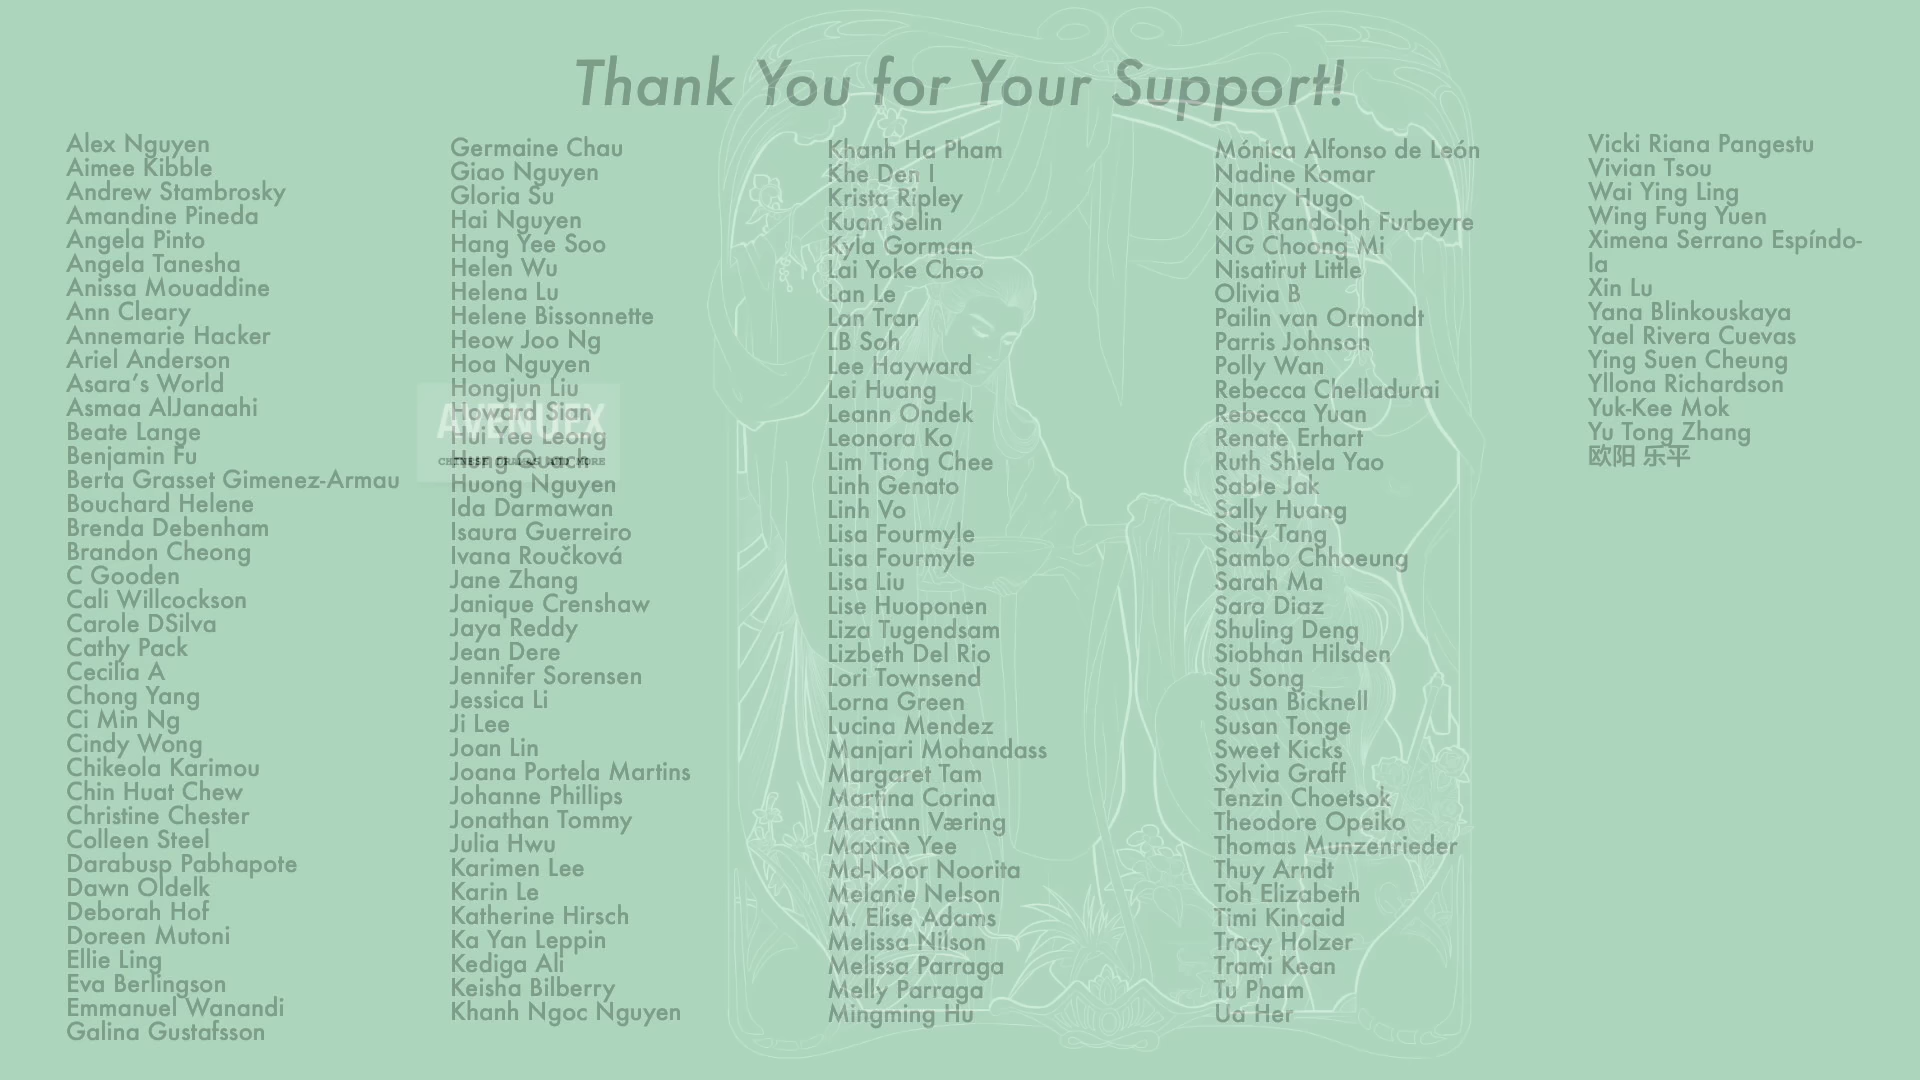 Thank You for Your Support!
Alex Nguyen
Aimee Kibble
Andrew Stambrosky
Amandine Pineda
Angela Pinto
Angela Tanesha
Anissa Mouaddine
Ann Cleary
Annemarie Hacker
Ariel Anderson
Asara’s World
Asmaa AlJanaahi
Beate Lange
Benjamin Fu
Berta Grasset Gimenez-Armau
Bouchard Helene
Brenda Debenham
Brandon Cheong
C Gooden
Cali Willcockson
Carole DSilva
Cathy Pack
Cecilia A
Chong Yang
Ci Min Ng
Cindy Wong
Chikeola Karimou
Chin Huat Chew
Christine Chester
Colleen Steel
Darabusp Pabhapote
Dawn Oldelk
Deborah Hof
Doreen Mutoni
Ellie Ling
Eva Berlingson
Emmanuel Wanandi
Galina Gustafsson
Germaine Chau
Giao Nguyen
Gloria Su
Hai Nguyen
Hang Yee Soo
Helen Wu
Helena Lu
Helene Bissonnette
Heow Joo Ng
Hoa Nguyen
Hongjun Liu
Howard Sian
Hui Yee Leong
Hung Quach
Huong Nguyen
Ida Darmawan
Isaura Guerreiro
Ivana Roučková
Jane Zhang
Janique Crenshaw
Jaya Reddy
Jean Dere
Jennifer Sorensen
Jessica Li
Ji Lee
Joan Lin
Joana Portela Martins
Johanne Phillips
Jonathan Tommy
Julia Hwu
Karimen Lee
Karin Le
Katherine Hirsch
Ka Yan Leppin
Kediga Ali
Keisha Bilberry
Khanh Ngoc Nguyen
AVENUEX
CHINESE DRAMAS AND MORE
Khanh Ha Pham
Khe Den I
Krista Ripley
Kuan Selin
Kyla Gorman
Lai Yoke Choo
Lan Le
Lan Tran
LB Soh
Lee Hayward
Lei Huang
Leann Ondek
Leonora Ko
Lim Tiong Chee
Linh Genato
Linh Vo
Lisa Fourmyle
Lisa Fourmyle
Lisa Liu
Lise Huoponen
Liza Tugendsam
Lizbeth Del Rio
Lori Townsend
Lorna Green
Lucina Mendez
Manjari Mohandass
Margaret Tam
Martina Corina
Mariann Væring
Maxine Yee
Md-Noor Noorita
Melanie Nelson
M. Elise Adams
Melissa Nilson
Melissa Parraga
Melly Parraga
Mingming Hu
Mónica Alfonso de León
Nadine Komar
Nancy Hugo
N D Randolph Furbeyre
NG Choong Mi
Nisatirut Little
Olivia B
Pailin van Ormondt
Parris Johnson
Polly Wan
Rebecca Chelladurai
Rebecca Yuan
Renate Erhart
Ruth Shiela Yao
Sable Jak
Sally Huang
Sally Tang
Sambo Chhoeung
Sarah Ma
Sara Diaz
Shuling Deng
Siobhan Hilsden
Su Song
Susan Bicknell
Susan Tonge
Sweet Kicks
Sylvia Graff
Tenzin Choetsok
Theodore Opeiko
Thomas Munzenrieder
Thuy Arndt
Toh Elizabeth
Timi Kincaid
Tracy Holzer
Trami Kean
Tu Pham
Ua Her
Vicki Riana Pangestu
Vivian Tsou
Wai Ying Ling
Wing Fung Yuen
Ximena Serrano Espíndo-
la
Xin Lu
Yana Blinkouskaya
Yael Rivera Cuevas
Ying Suen Cheung
Yllona Richardson
Yuk-Kee Mok
Yu Tong Zhang
欧阳 乐平